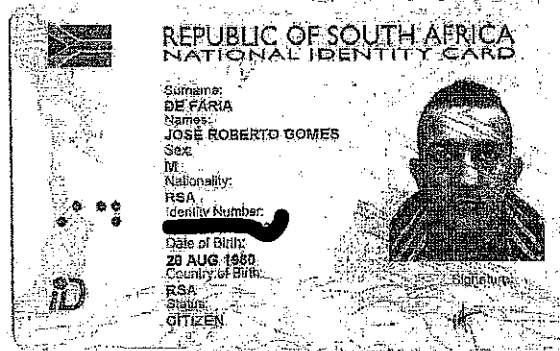 REPUBLIC OF SOUTH AFRICA
NATIONAL IDENTITY CARD
Surname:
DE FARIA
Names:
JOSÉ ROBERTO GOMES
Sex:
M
Nationality:
RSA
Identity Number:
Date of Birth:
20 AUG 1980
Country of Birth:
RSA
Status:
CITIZEN
Signature:
iD